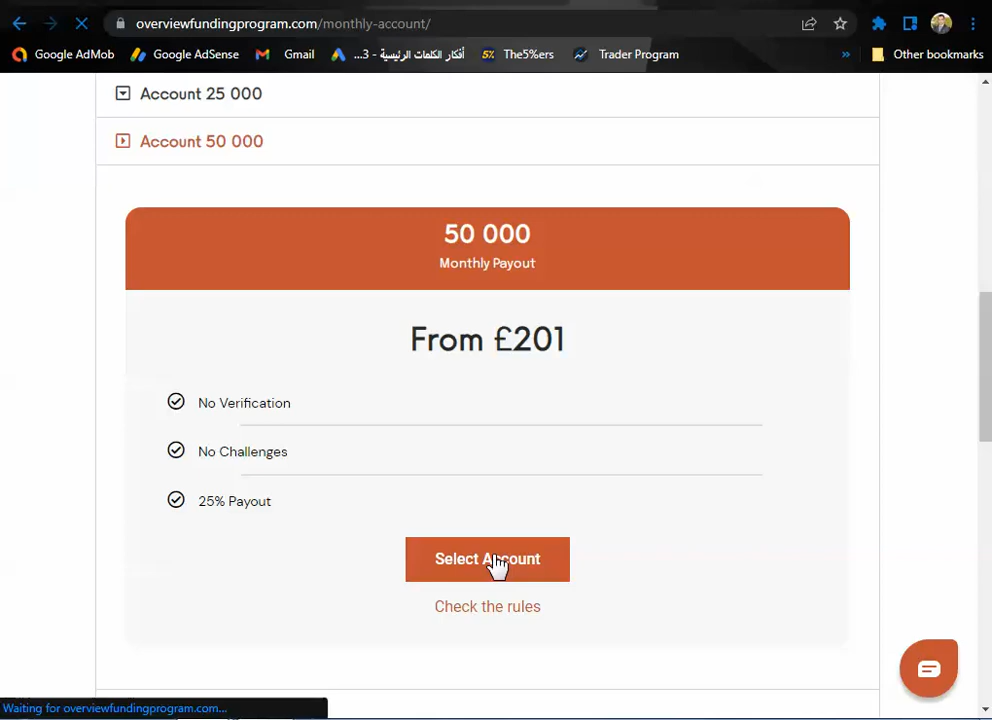 overviewfundingprogram.com/monthly-account/
Google AdMob
Google AdSense
Gmail
أفكار الكلمات الرئيسية - 3...
5%
The5%ers
Trader Program
»
Other bookmarks
Account 25 000
Account 50 000
50 000
Monthly Payout
From £201
No Verification
No Challenges
25% Payout
Select Account
Check the rules
Waiting for overviewfundingprogram.com...